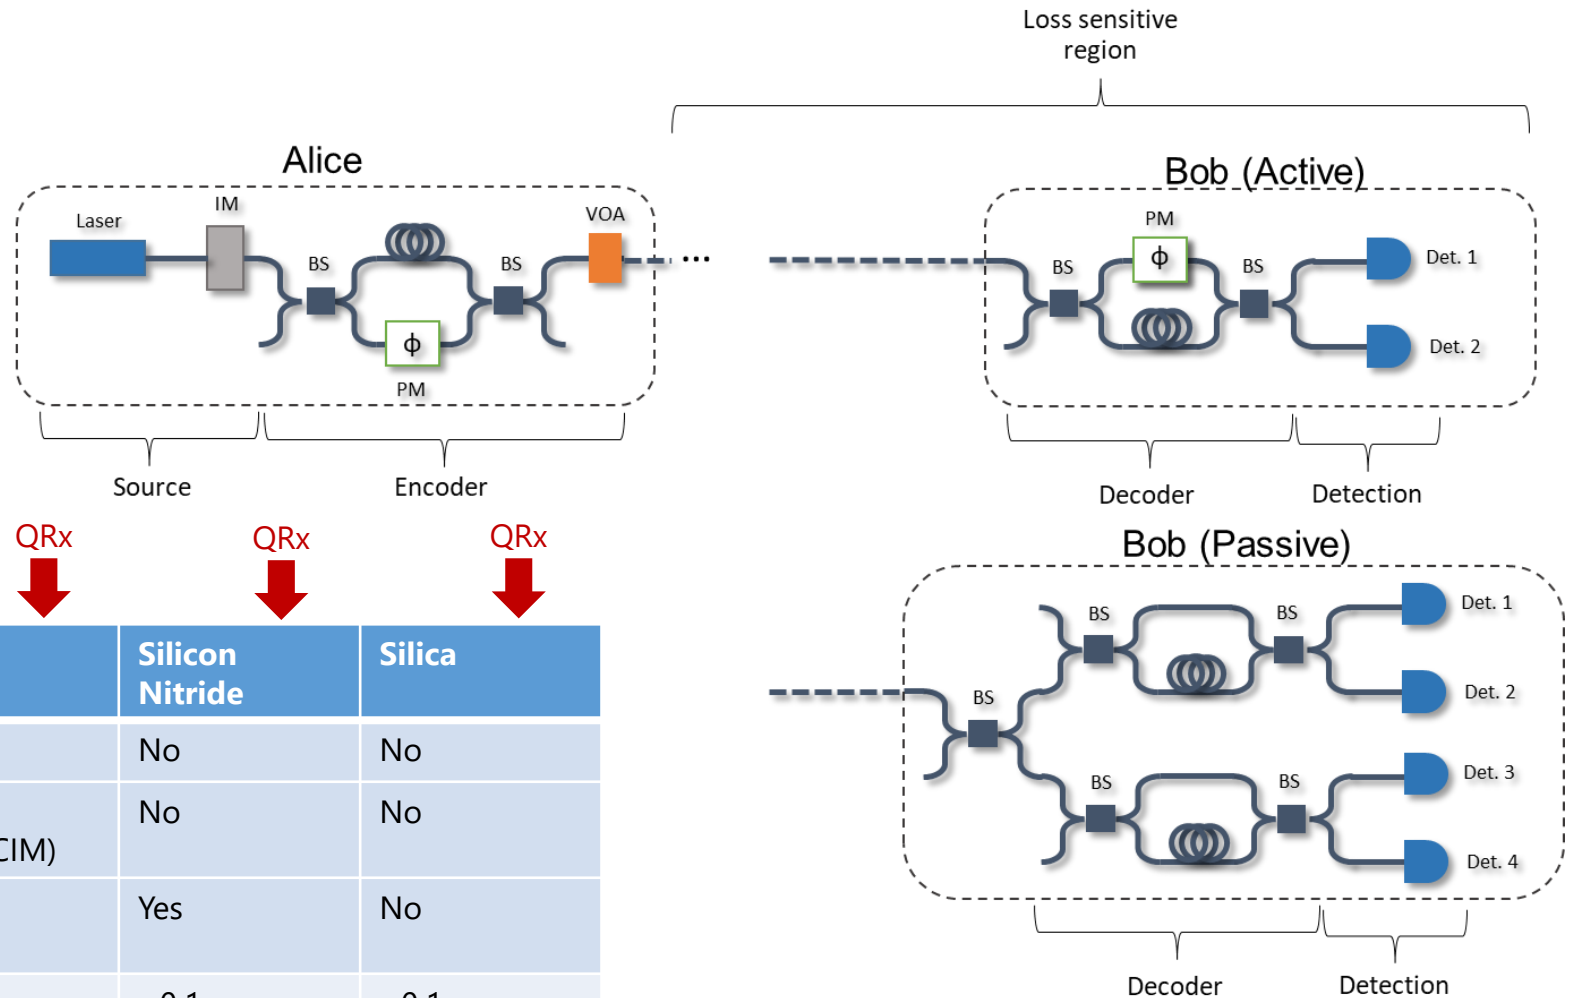 Loss sensitive
region
Alice
Laser
IM
BS
BS
VOA
ϕ
PM
Source
Encoder
...
Bob (Active)
PM
ϕ
BS
BS
Det. 1
Det. 2
Decoder
Detection
Bob (Passive)
BS
BS
BS
BS
BS
Det. 1
Det. 2
Det. 3
Det. 4
Decoder
Detection
QRx
QRx
QRx
Silicon
Nitride
Silica
No
No
No
No
CIM)
Yes
No